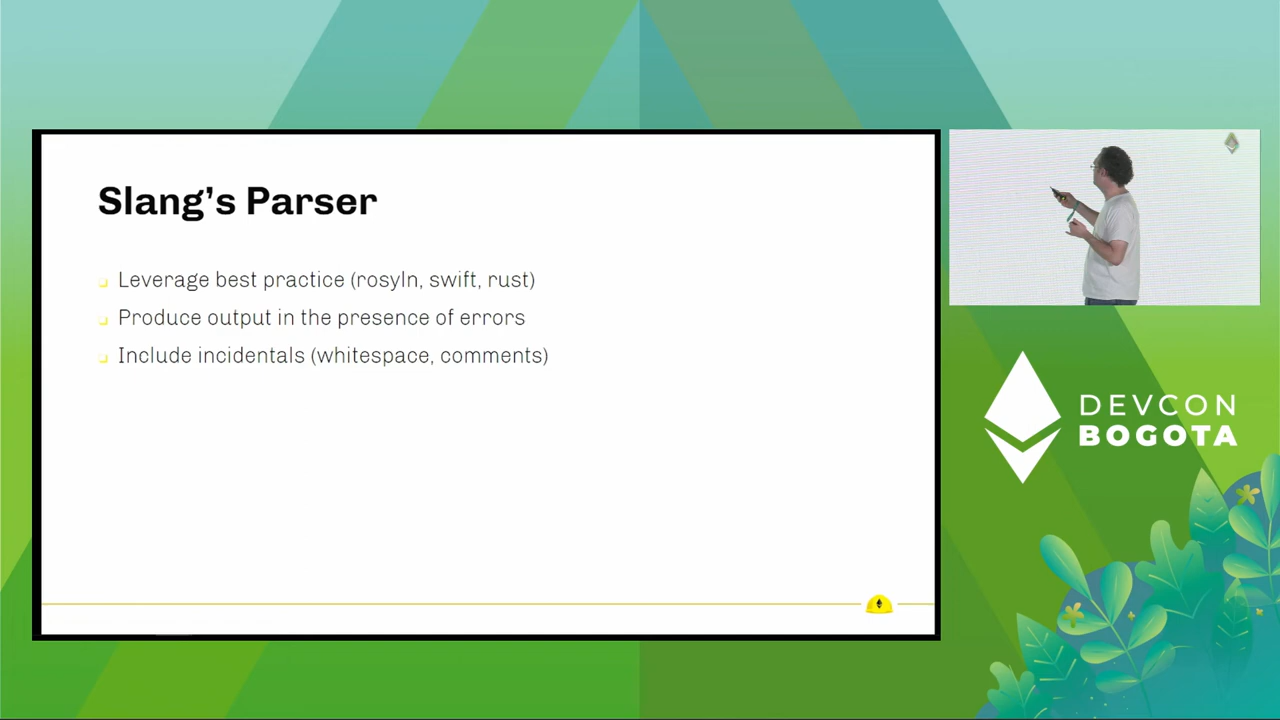 Slang's Parser
Leverage best practice (rosyln, swift, rust)
Produce output in the presence of errors
Include incidentals (whitespace, comments)
DEVCON
BOGOTA